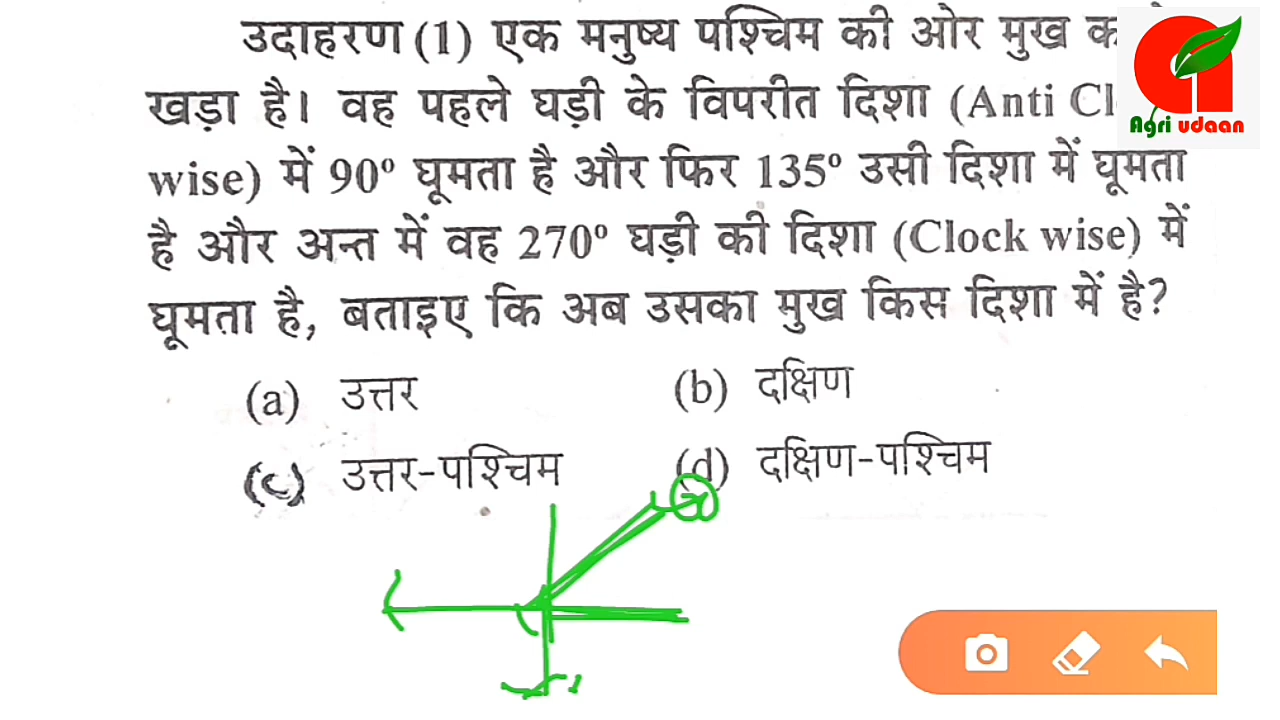 उदाहरण (1) एक मनुष्य पश्चिम की ओर मुख
खड़ा है। वह पहले घड़ी के विपरीत दिशा (Anti
wise) में 90° घूमता है और फिर 135° उसी दिशा में घूमता
है और अन्त में वह 270° घड़ी की दिशा (Clock wise) में
घूमता है, बताइए कि अब उसका मुख किस दिशा में है?
(a) उत्तर (b) दक्षिण
(c) उत्तर-पश्चिम (d) दक्षिण-पश्चिम
Agri udaan